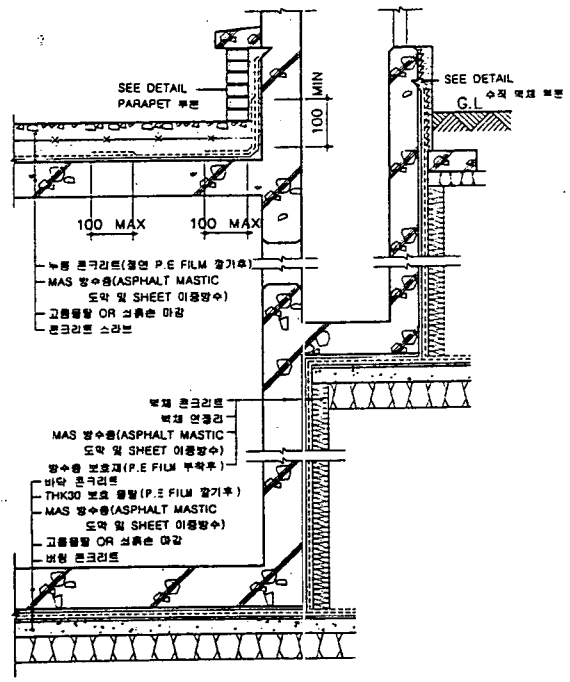 SEE DETAIL
PARAPET 부분
100 MIN
SEE DETAIL
수직 벽체 부분
G.L
100 MAX
100 MAX
누름 콘크리트(절연 P.E FILM 깔기후)
MAS 방수층(ASPHALT MASTIC
도막 및 SHEET 이중방수)
고름몰탈 OR 쇠흙손 마감
콘크리트 스라브
벽체 콘크리트
벽체 면정리
MAS 방수층(ASPHALT MASTIC
도막 및 SHEET 이중방수)
방수층 보호재(P.E FILM 부착후)
바닥 콘크리트
THK30 보호 몰탈(P.E FILM 깔기후)
MAS 방수층(ASPHALT MASTIC
도막 및 SHEET 이중방수)
고름몰탈 OR 쇠흙손 마감
버림 콘크리트